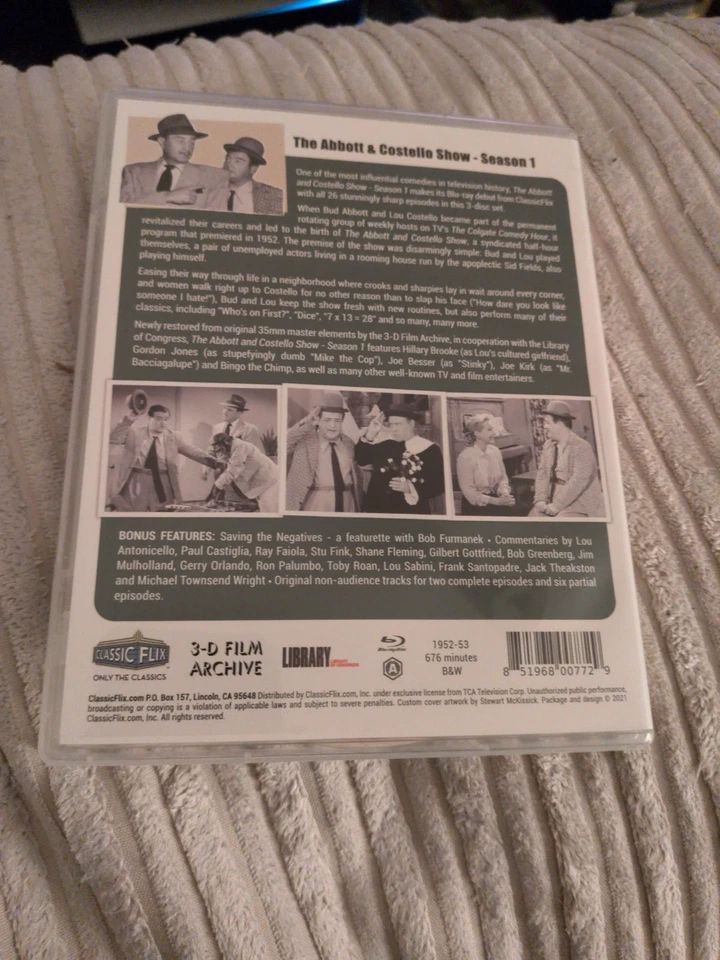 The Abbott & Costello Show - Season 1
One of the most influential comedies in television history, The Abbott
and Costello Show - Season 1 makes its Blu-ray debut from ClassicFlix
with all 26 stunningly sharp episodes in this 3-disc set.
When Bud Abbott and Lou Costello became part of the permanent
rotating group of weekly hosts on TV's The Colgate Comedy Hour, it
revitalized their careers and led to the birth of The Abbott and Costello Show, a syndicated half-hour
program that premiered in 1952. The premise of the show was disarmingly simple: Bud and Lou played
themselves, a pair of unemployed actors living in a rooming house run by the apoplectic Sid Fields, also
playing himself.
Easing their way through life in a neighborhood where crooks and sharpies lay in wait around every corner,
and women walk right up to Costello for no other reason than to slap his face ("How dare you look like
someone I hate!"), Bud and Lou keep the show fresh with new routines, but also perform many of their
classics, including "Who's on First?", "Dice", "7 x 13 = 28" and so many, many more.
Newly restored from original 35mm master elements by the 3-D Film Archive, in cooperation with the Library
of Congress, The Abbott and Costello Show - Season 1 features Hillary Brooke (as Lou's cultured girlfriend),
Gordon Jones (as stupefyingly dumb "Mike the Cop"), Joe Besser (as "Stinky"), Joe Kirk (as "Mr.
Bacciagalupe") and Bingo the Chimp, as well as many other well-known TV and film entertainers.
BONUS FEATURES: Saving the Negatives - a featurette with Bob Furmanek • Commentaries by Lou
Antonicello, Paul Castiglia, Ray Faiola, Stu Fink, Shane Fleming, Gilbert Gottfried, Bob Greenberg, Jim
Mulholland, Gerry Orlando, Ron Palumbo, Toby Roan, Lou Sabini, Frank Santopadre, Jack Theakston
and Michael Townsend Wright • Original non-audience tracks for two complete episodes and six partial
episodes.
CLASSIC FLIX
ONLY THE CLASSICS
3-D FILM
ARCHIVE
LIBRARY
LIBRARY OF CONGRESS
Blu-ray Disc
A
1952-53
676 minutes
B&W
8 51968 00772 9
ClassicFlix.com P.O. Box 157, Lincoln, CA 95648 Distributed by ClassicFlix.com, Inc. under exclusive license from TCA Television Corp. Unauthorized public performance,
broadcasting or copying is a violation of applicable laws and subject to severe penalties. Custom cover artwork by Stewart McKissick. Package and design © 2021
ClassicFlix.com, Inc. All rights reserved.